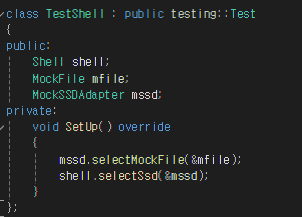 class TestShell : public testing::Test
{
public:
    Shell shell;
    MockFile mfile;
    MockSSDAdapter mssd;
private:
    void SetUp() override
    {
        mssd.selectMockFile(&mfile);
        shell.selectSsd(&mssd);
    }
};